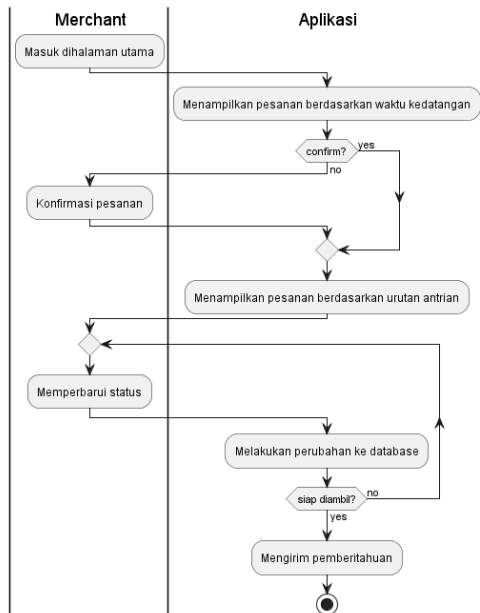 Merchant
Aplikasi
Masuk dihalaman utama
Menampilkan pesanan berdasarkan waktu kedatangan
confirm?
yes
no
Konfirmasi pesanan
Menampilkan pesanan berdasarkan urutan antrian
Memperbarui status
Melakukan perubahan ke database
siap diambil?
no
yes
Mengirim pemberitahuan